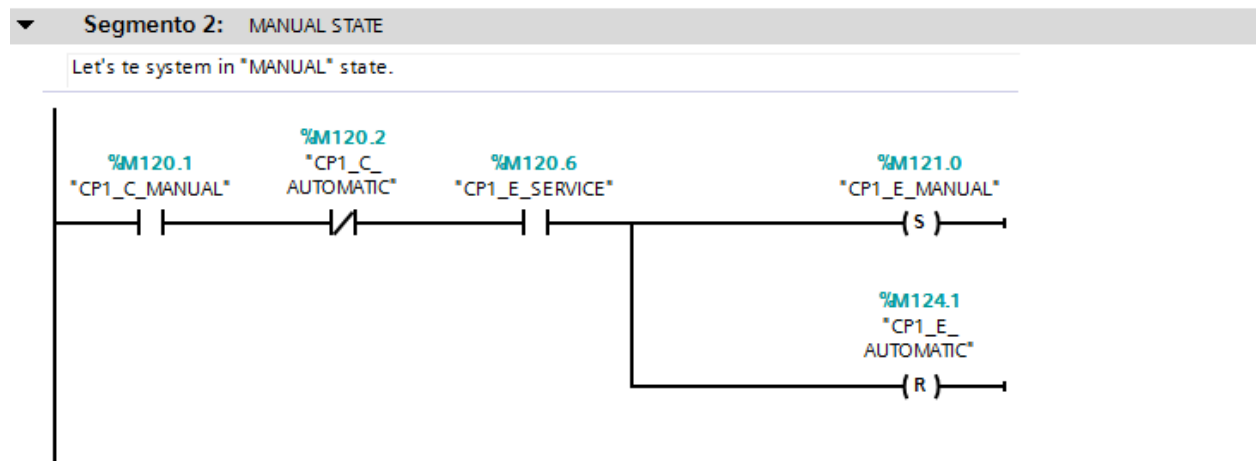 Segmento 2: MANUAL STATE
Let's te system in "MANUAL" state.
%M120.1
"CP1_C_MANUAL"
%M120.2
"CP1_C_
AUTOMATIC"
%M120.6
"CP1_E_SERVICE"
%M121.0
"CP1_E_MANUAL"
S
%M124.1
"CP1_E_
AUTOMATIC"
R